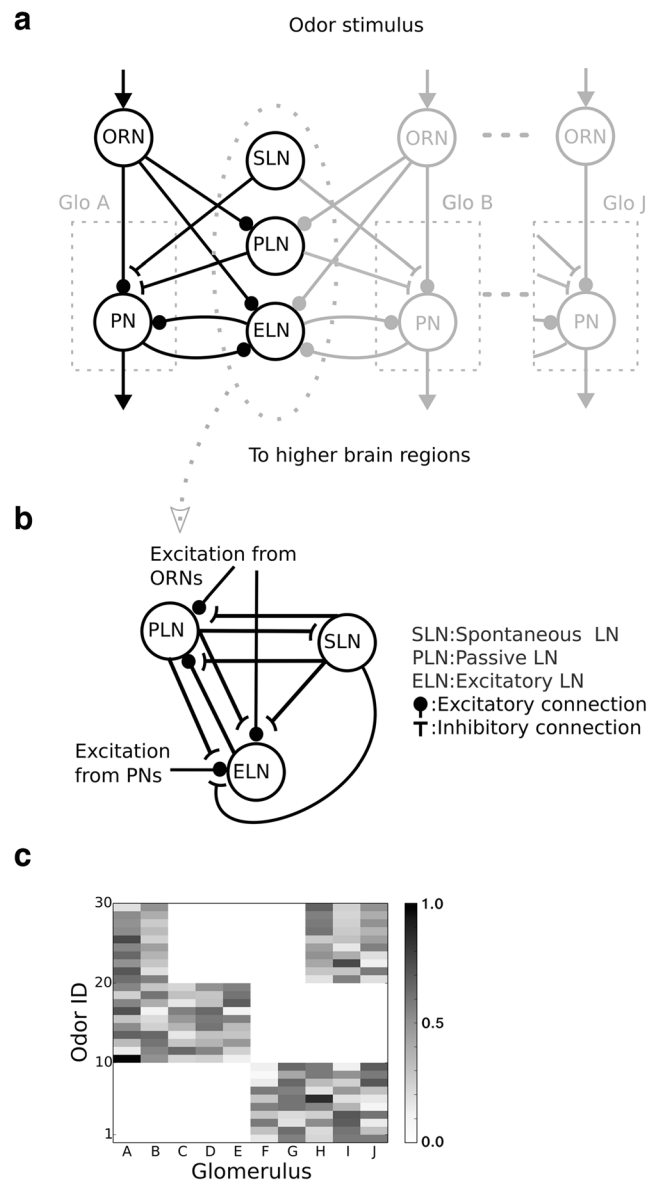 a
Odor stimulus
ORN
SLN
ORN
ORN
Glo A
Glo B
Glo J
PLN
PN
ELN
PN
PN
To higher brain regions
b
Excitation from
ORNs
PLN
SLN
SLN:Spontaneous LN
PLN:Passive LN
ELN:Excitatory LN
:Excitatory connection
:Inhibitory connection
Excitation
from PNs
ELN
c
30
1.0
20
Odor ID
0.5
10
1
0.0
A B C D E F G H I J
Glomerulus